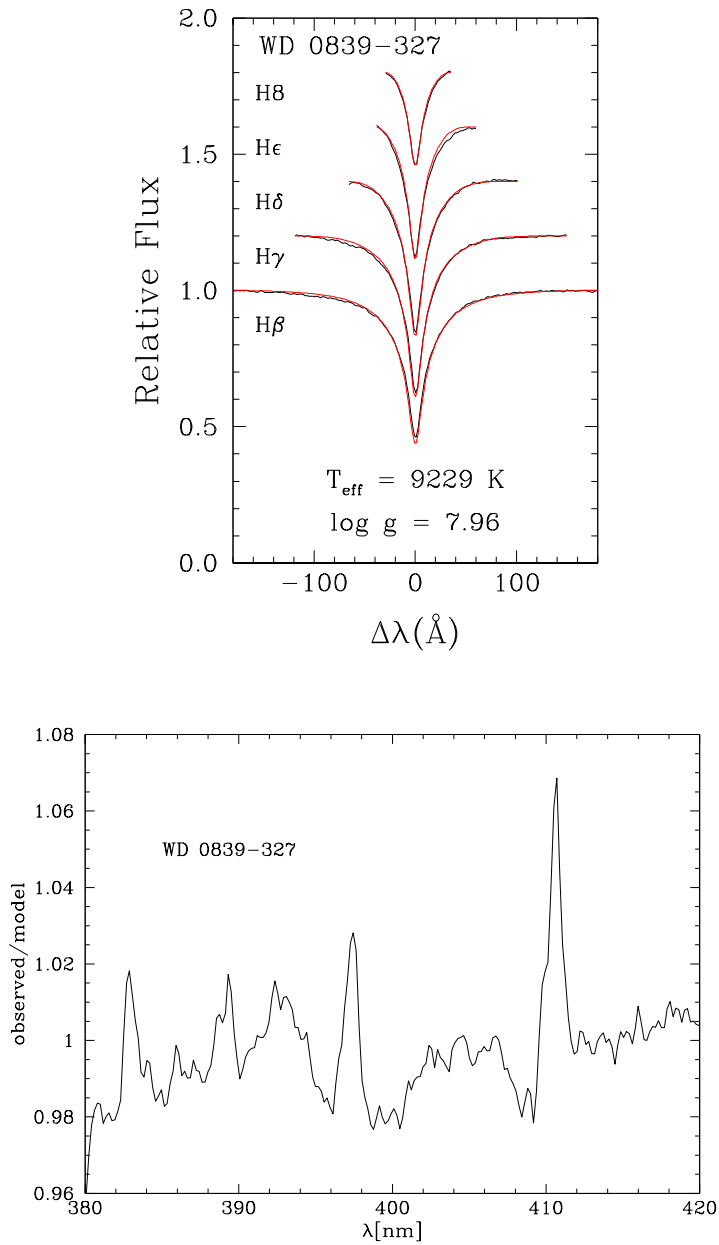 2.0
WD 0839−327
H8
Hϵ
1.5
Hδ
Hγ
Relative Flux
1.0
Hβ
0.5
T_eff = 9229 K
log g = 7.96
0.0
−100
0
100
Δλ(Å)
1.08
1.06
WD 0839−327
1.04
observed/model
1.02
1
0.98
0.96
380
390
400
410
420
λ[nm]